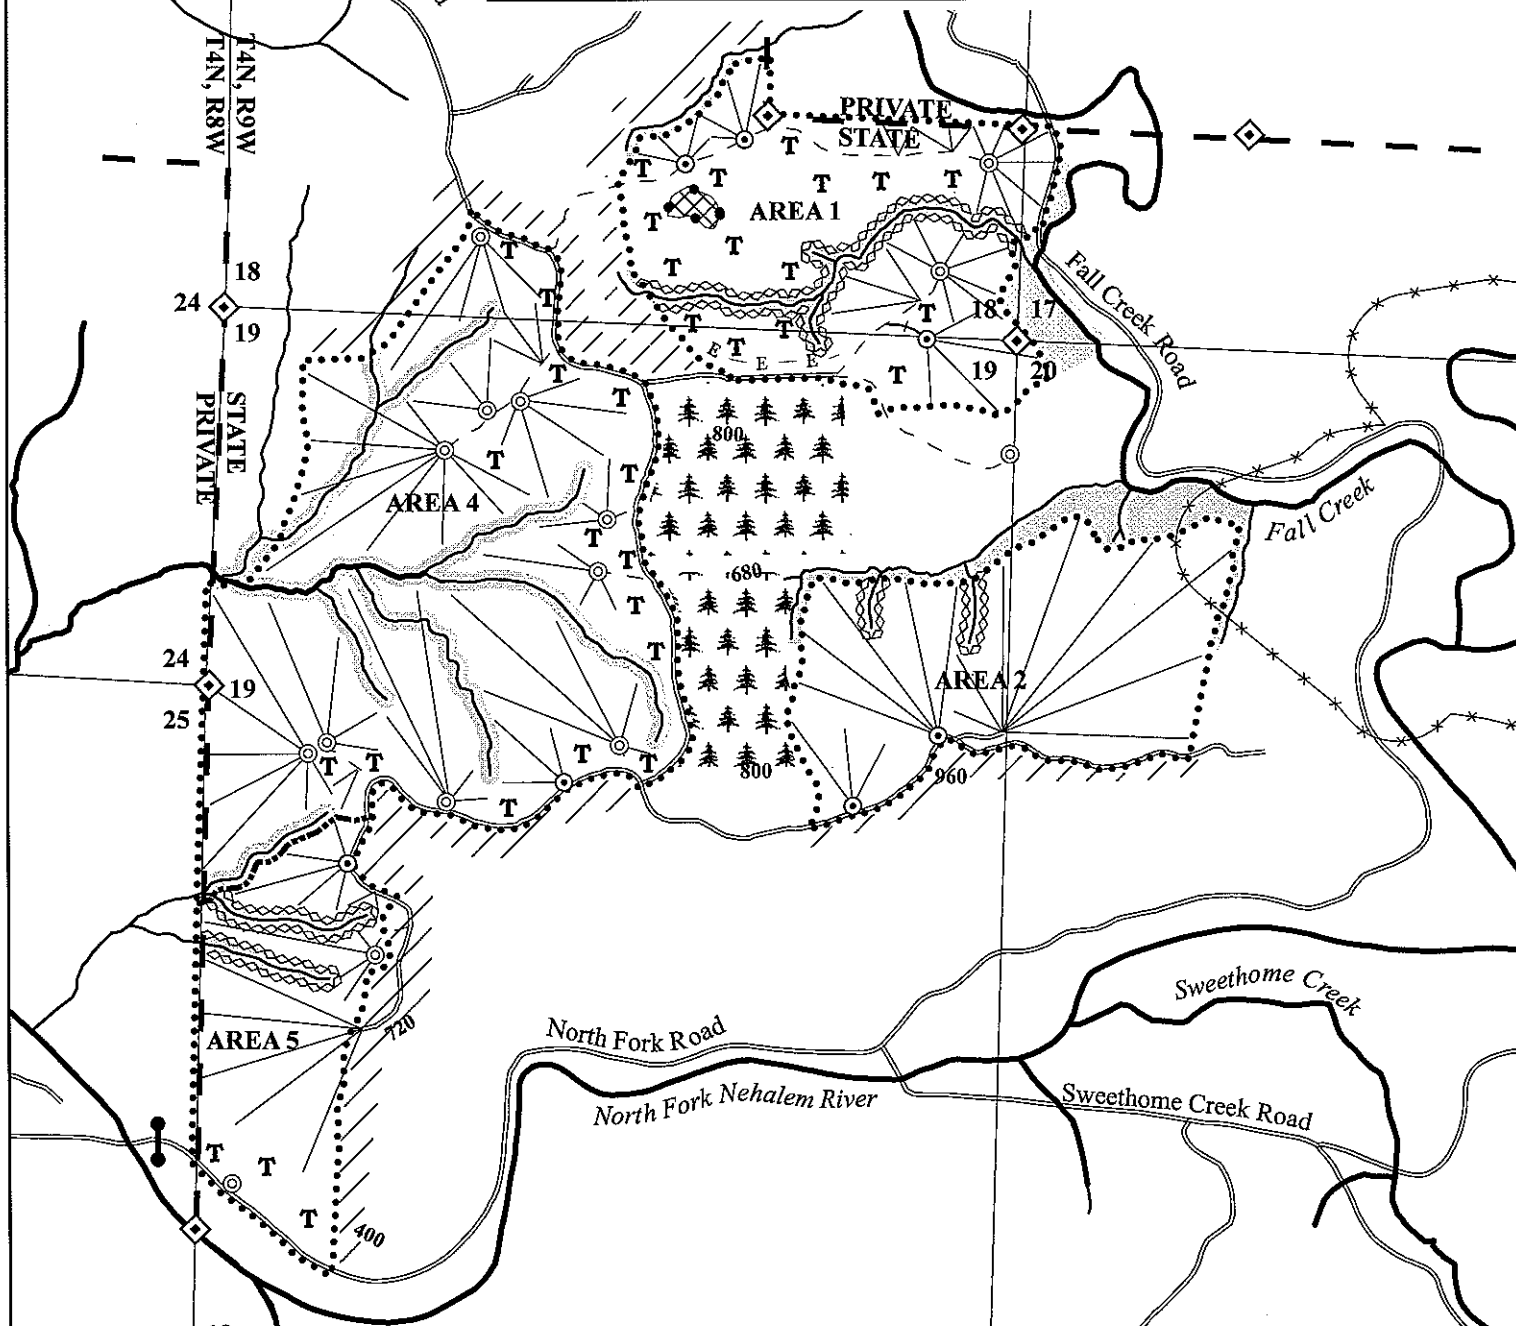 T4N, R9W
T4N, R8W
PRIVATE
STATE
T
T
T
T
T
T
T
AREA 1
T
T
T
T
T
T
18
24
19
18
17
Fall Creek Road
T
T
T
T
E
E
E
T
19
20
T
T
T
STATE
PRIVATE
800
T
T
AREA 4
T
T
Fall Creek
680
T
T
24
19
25
AREA 2
T
T
T
T
800
960
T
AREA 5
720
North Fork Road
North Fork Nehalem River
Sweethome Creek
Sweethome Creek Road
T
T
T
400